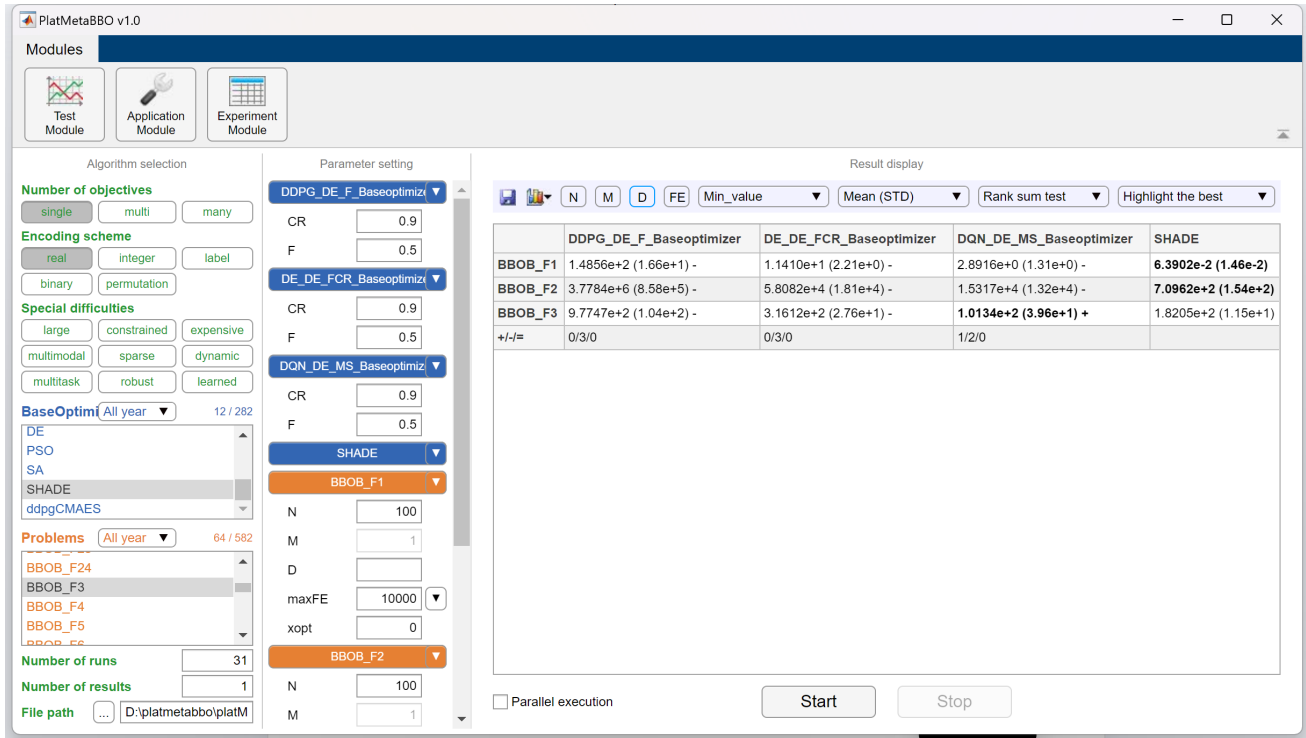 PlatMetaBBO v1.0
Modules
Test Module
Application Module
Experiment Module
Algorithm selection
Number of objectives
single multi many
Encoding scheme
real integer label
binary permutation
Special difficulties
large constrained expensive
multimodal sparse dynamic
multitask robust learned
BaseOptimi All year ▼ 12 / 282
DE
PSO
SA
SHADE
ddpgCMAES
Problems All year ▼ 64 / 582
BBOB_F24
BBOB_F3
BBOB_F4
BBOB_F5
Number of runs 31
Number of results 1
File path ... D:\platmetabbo\platM
Parameter setting
DDPG_DE_F_Baseoptimize ▼
CR 0.9
F 0.5
DE_DE_FCR_Baseoptimize ▼
CR 0.9
F 0.5
DQN_DE_MS_Baseoptimiz ▼
CR 0.9
F 0.5
SHADE ▼
BBOB_F1 ▼
N 100
M 1
D
maxFE 10000 ▼
xopt 0
BBOB_F2 ▼
N 100
M 1
Result display
N M D FE Min_value ▼ Mean (STD) ▼ Rank sum test ▼ Highlight the best ▼
DDPG_DE_F_Baseoptimizer DE_DE_FCR_Baseoptimizer DQN_DE_MS_Baseoptimizer SHADE
BBOB_F1 1.4856e+2 (1.66e+1) - 1.1410e+1 (2.21e+0) - 2.8916e+0 (1.31e+0) - 6.3902e-2 (1.46e-2)
BBOB_F2 3.7784e+6 (8.58e+5) - 5.8082e+4 (1.81e+4) - 1.5317e+4 (1.32e+4) - 7.0962e+2 (1.54e+2)
BBOB_F3 9.7747e+2 (1.04e+2) - 3.1612e+2 (2.76e+1) - 1.0134e+2 (3.96e+1) + 1.8205e+2 (1.15e+1)
+/-/= 0/3/0 0/3/0 1/2/0
Parallel execution
Start
Stop